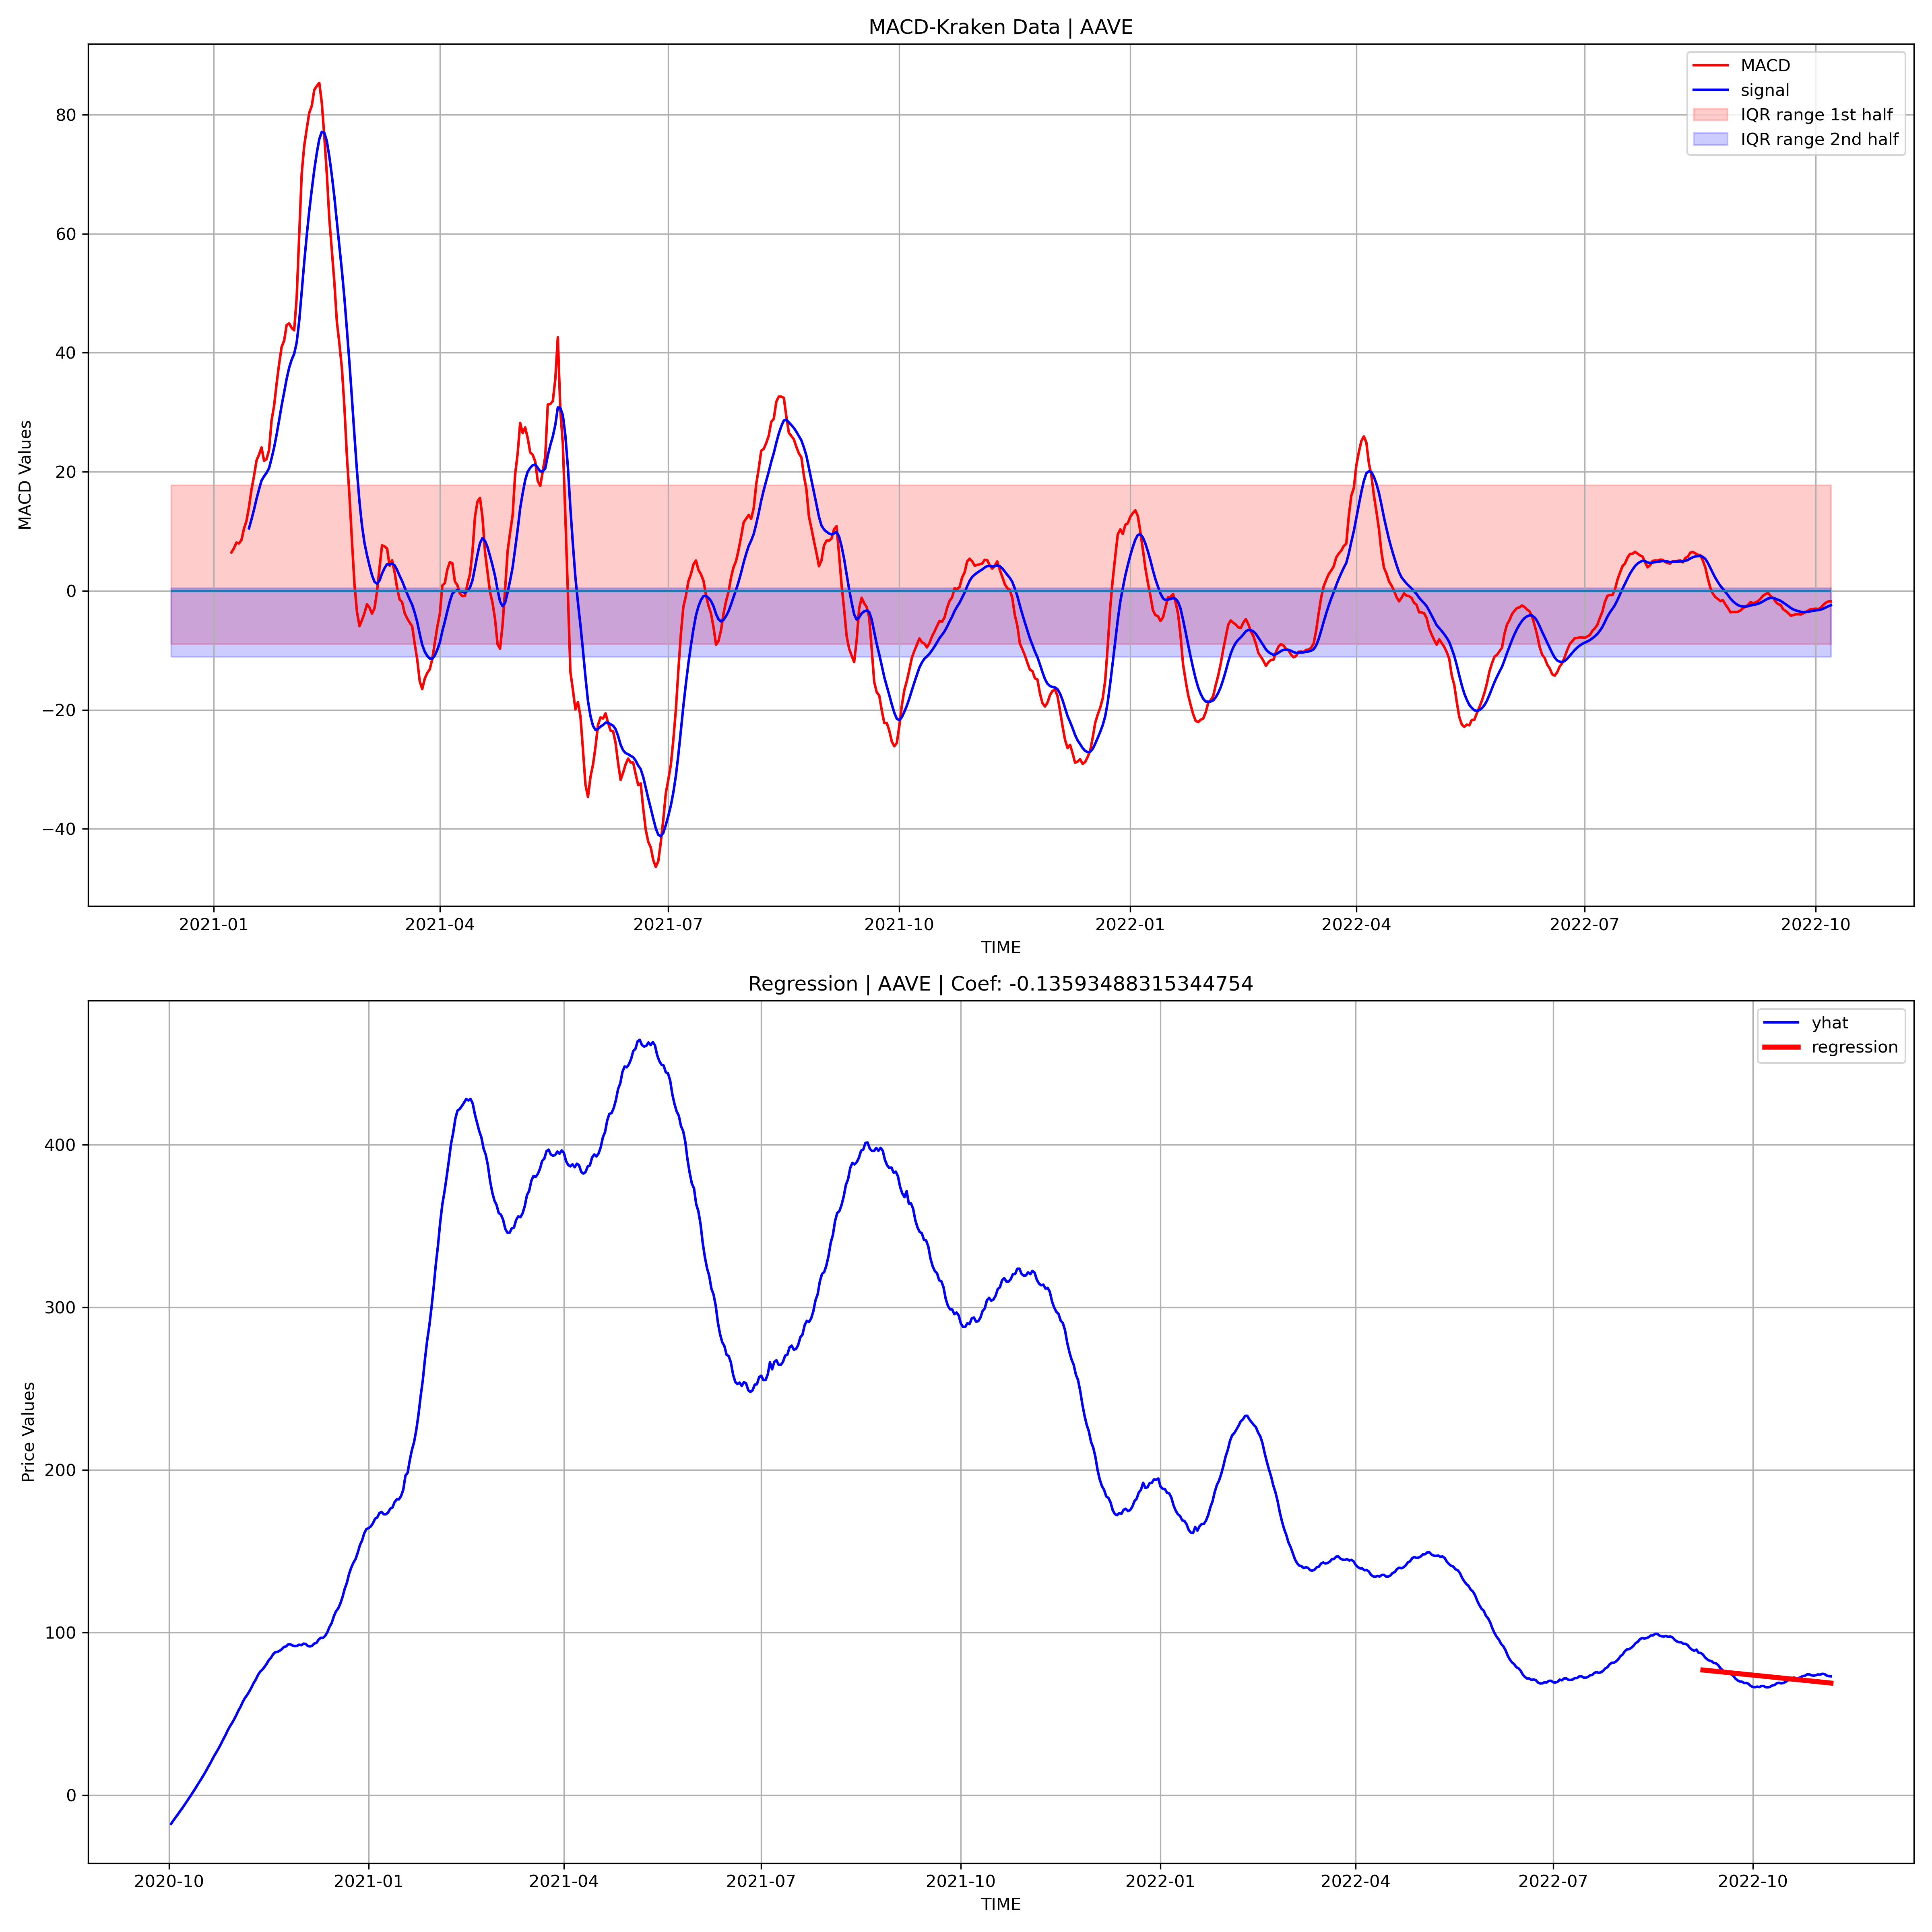 MACD-Kraken Data | AAVE
MACD
signal
IQR range 1st half
IQR range 2nd half
MACD Values
80
60
40
20
0
−20
−40
2021-01
2021-04
2021-07
2021-10
2022-01
2022-04
2022-07
2022-10
TIME
Regression | AAVE | Coef: -0.13593488315344754
yhat
regression
Price Values
400
300
200
100
0
2020-10
2021-01
2021-04
2021-07
2021-10
2022-01
2022-04
2022-07
2022-10
TIME